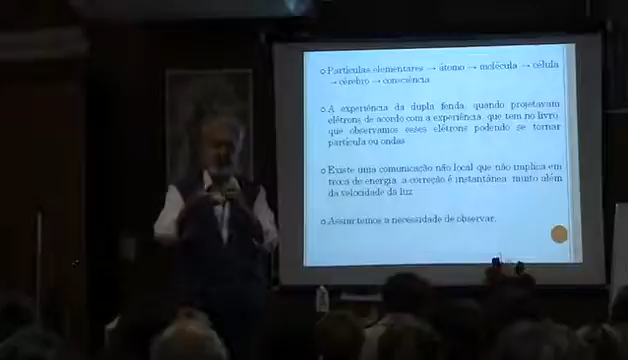 Partículas elementares → átomo → molécula → célula
→ cérebro → consciência
A experiência da dupla fenda, quando projetavam
elétrons de acordo com a experiência, que tem no livro,
que observamos esses elétrons podendo se tornar
partícula ou ondas
Existe uma comunicação não local que não implica em
troca de energia, a correção é instantânea, muito além
da velocidade da luz
Assim temos a necessidade de observar.